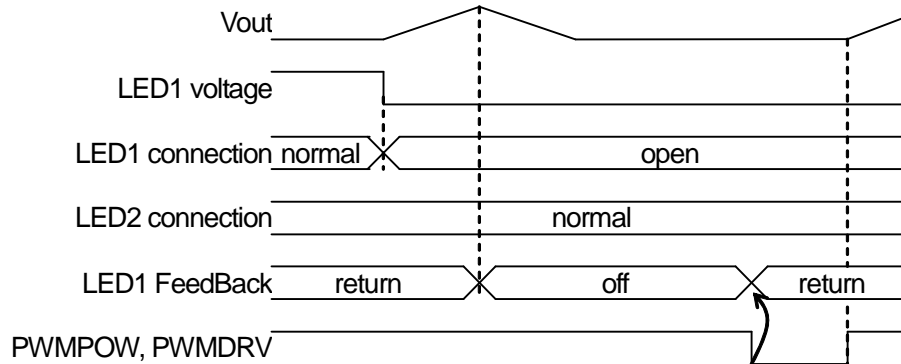 Vout
LED1 voltage
LED1 connection normal open
LED2 connection normal
LED1 FeedBack return off return
PWMPOW, PWMDRV